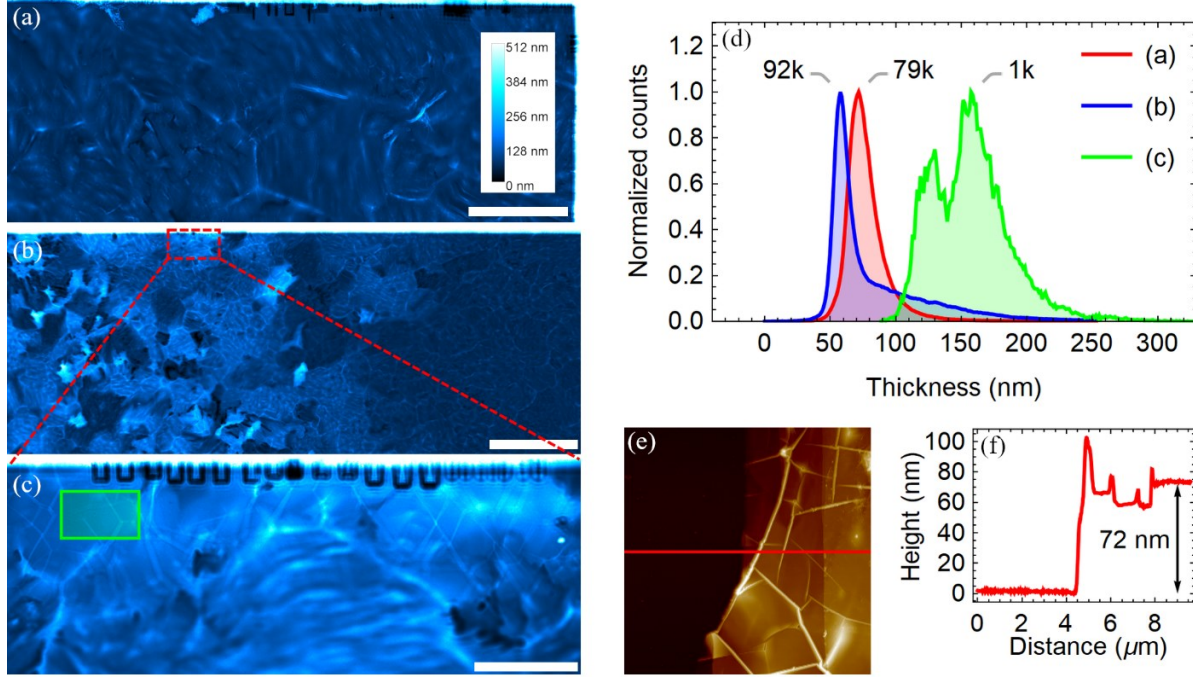 (a)
512 nm
384 nm
256 nm
128 nm
0 nm
(b)
(c)
(d)
92k
79k
1k
(a)
(b)
(c)
Normalized counts
1.2
1.0
0.8
0.6
0.4
0.2
0.0
0 50 100 150 200 250 300
Thickness (nm)
(e)
(f)
Height (nm)
100
80
60
40
20
0
72 nm
0 2 4 6 8
Distance (μm)